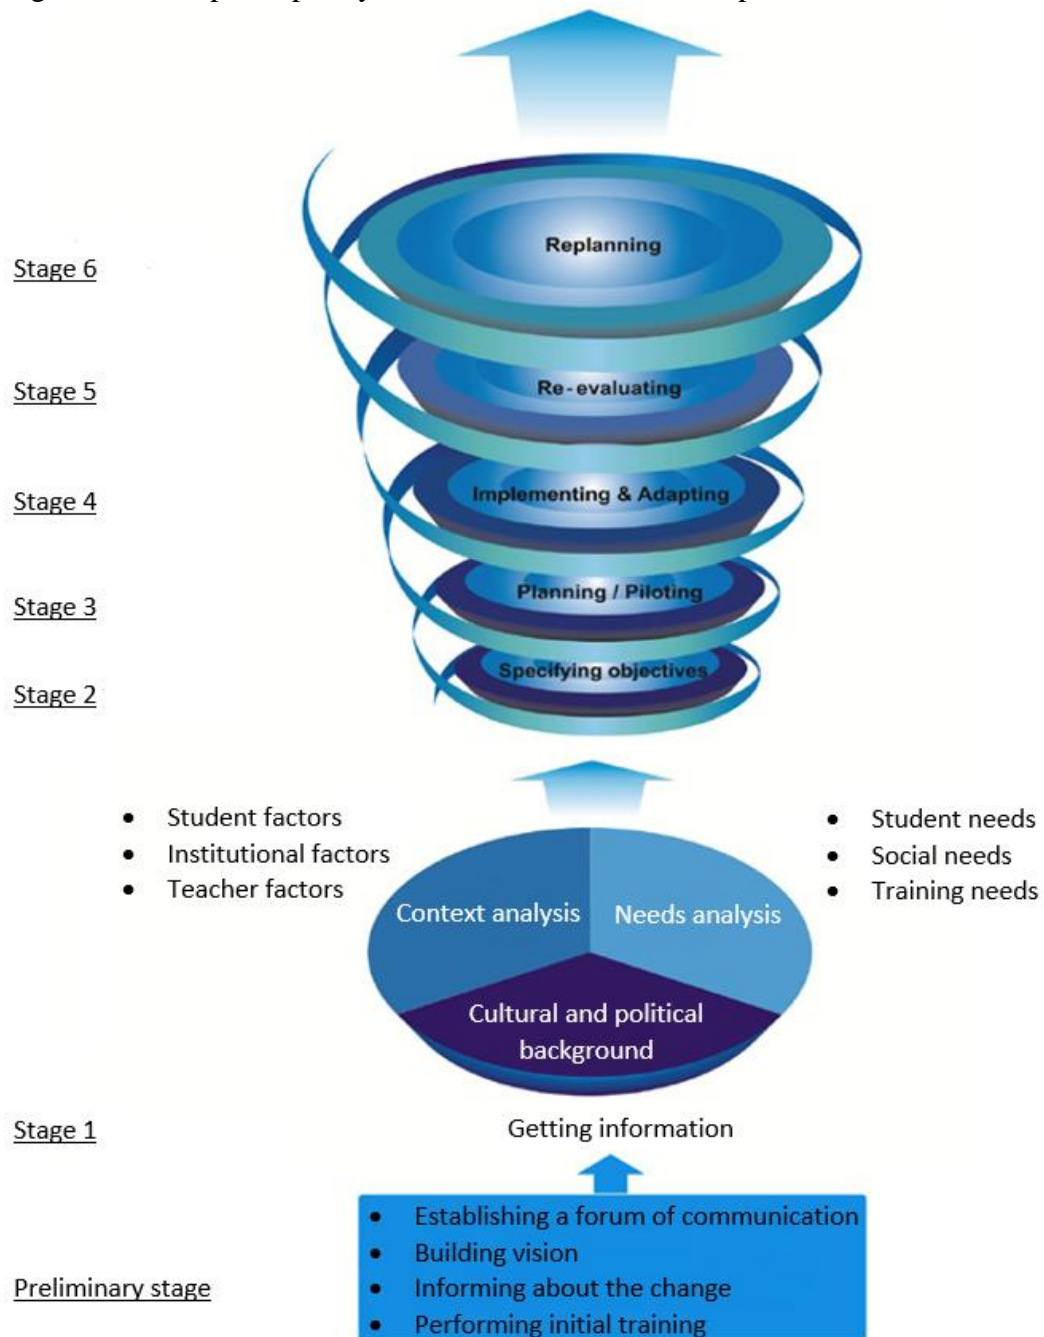 Replanning
Stage 6
Re-evaluating
Stage 5
Implementing & Adapting
Stage 4
Planning / Piloting
Stage 3
Specifying objectives
Stage 2
• Student factors
• Institutional factors
• Teacher factors
• Student needs
• Social needs
• Training needs
Context analysis
Needs analysis
Cultural and political
background
Stage 1
Getting information
• Establishing a forum of communication
• Building vision
Preliminary stage
• Informing about the change
• Performing initial training